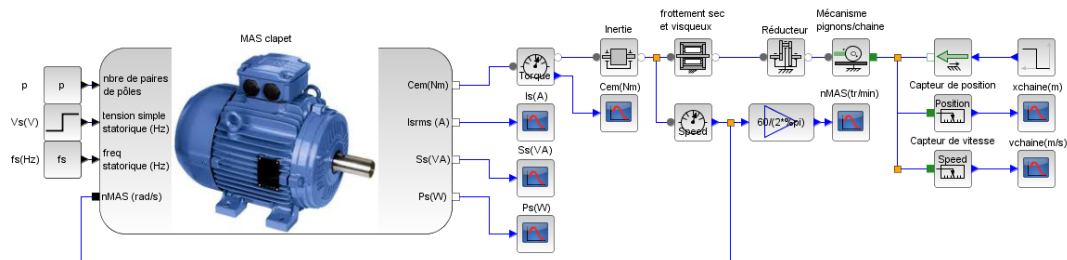 MAS clapet
p
p
nbre de paires
de pôles
Vs(V)
tension simple
statorique (Hz)
fs(Hz)
fs
freq
statorique (Hz)
nMAS (rad/s)
Cem(Nm)
Isrms (A)
Ss(VA)
Ps(W)
Torque
Is(A)
Ss(VA)
Ps(W)
Cem(Nm)
Inertie
frottement sec
et visqueux
Speed
Réducteur
60/(2*%pi)
nMAS(tr/min)
Mécanisme
pignons/chaine
Capteur de position
Position
xchaine(m)
Capteur de vitesse
Speed
vchaine(m/s)